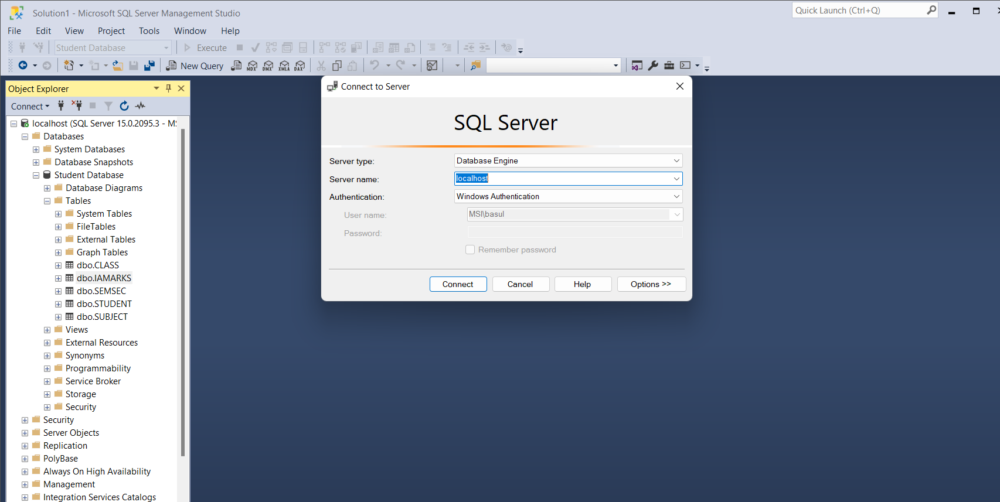 Solution1 - Microsoft SQL Server Management Studio
Quick Launch (Ctrl+Q)
File Edit View Project Tools Window Help
Student Database Execute
New Query MDX DMX XMLA DAX
Object Explorer
Connect
localhost (SQL Server 15.0.2095.3 - MS
Databases
System Databases
Database Snapshots
Student Database
Database Diagrams
Tables
System Tables
FileTables
External Tables
Graph Tables
dbo.CLASS
dbo.IAMARKS
dbo.SEMSEC
dbo.STUDENT
dbo.SUBJECT
Views
External Resources
Synonyms
Programmability
Service Broker
Storage
Security
Security
Server Objects
Replication
PolyBase
Always On High Availability
Management
Integration Services Catalogs
Connect to Server
SQL Server
Server type: Database Engine
Server name: localhost
Authentication: Windows Authentication
User name: MSI\basul
Password:
Remember password
Connect Cancel Help Options >>